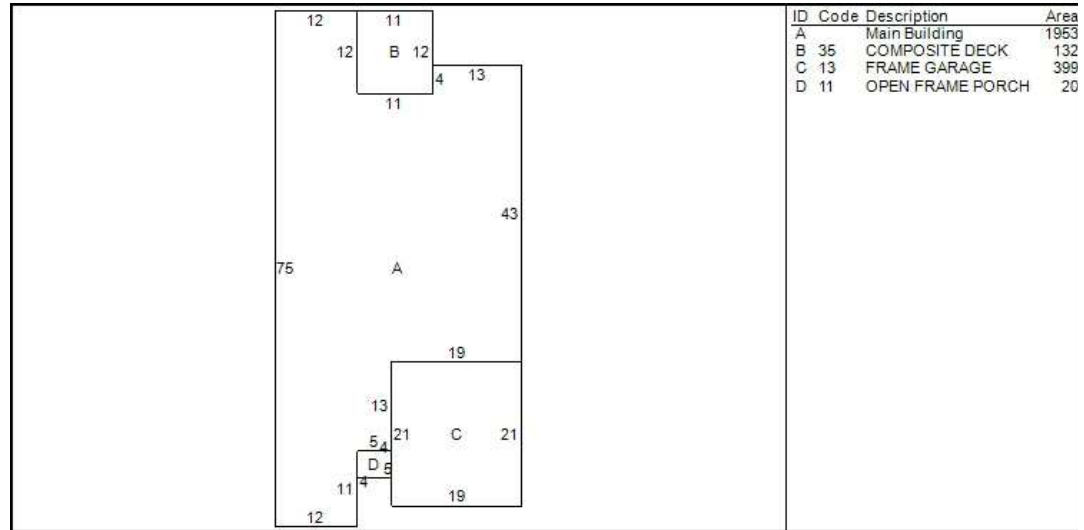 12 11
12 B 12
4 13
11
43
75 A
19
13
21 C 21
5 4
D 5
4
11
19
12
ID Code Description Area
A Main Building 1953
B 35 COMPOSITE DECK 132
C 13 FRAME GARAGE 399
D 11 OPEN FRAME PORCH 20